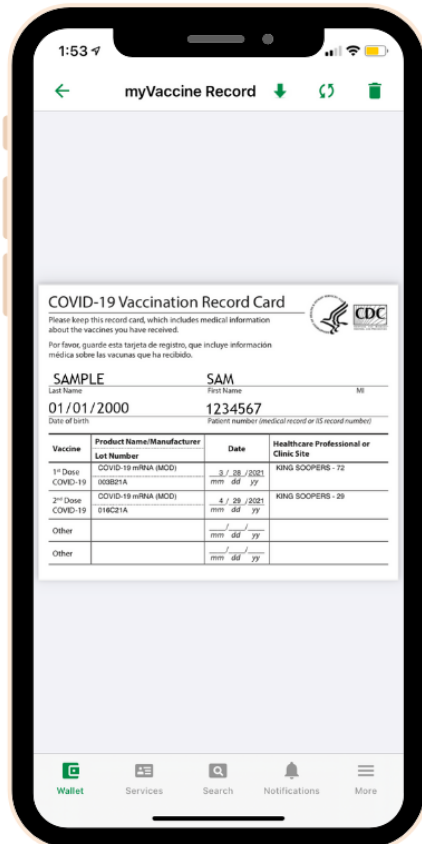 1:53
myVaccine Record
COVID-19 Vaccination Record Card
Please keep this record card, which includes medical information
about the vaccines you have received.
Por favor, guarde esta tarjeta de registro, que incluye información
médica sobre las vacunas que ha recibido.
CDC
SAMPLE SAM
Last Name First Name MI
01/01/2000 1234567
Date of birth Patient number (medical record or IIS record number)
Vaccine Product Name/Manufacturer Date Healthcare Professional or
Lot Number Clinic Site
1st Dose COVID-19 mRNA (MOD) 3 / 28 /2021 KING SOOPERS - 72
COVID-19 003B21A mm dd yy
2nd Dose COVID-19 mRNA (MOD) 4 / 29 /2021 KING SOOPERS - 29
COVID-19 016C21A mm dd yy
Other ___/___/___
mm dd yy
Other ___/___/___
mm dd yy
Wallet Services Search Notifications More